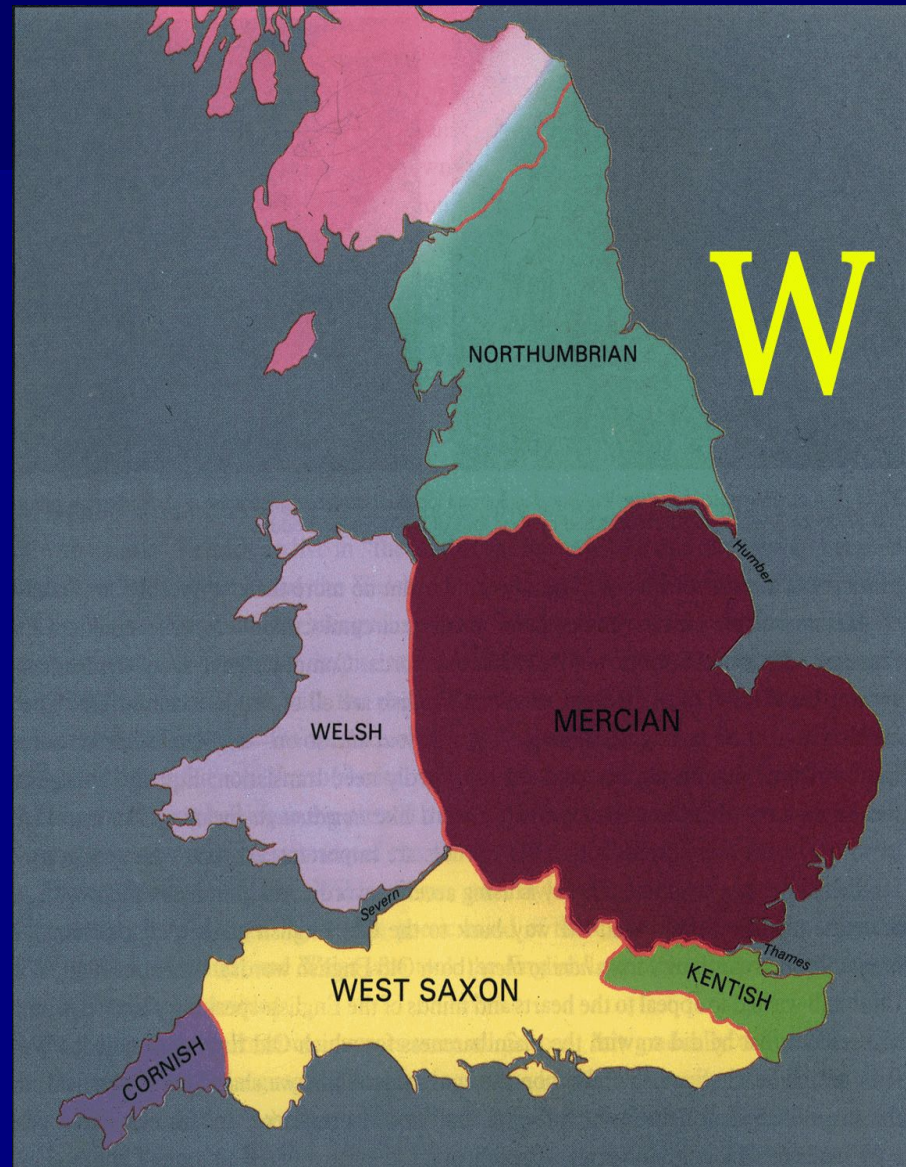 W
NORTHUMBRIAN
Humber
WELSH
MERCIAN
Severn
Thames
WEST SAXON
KENTISH
CORNISH